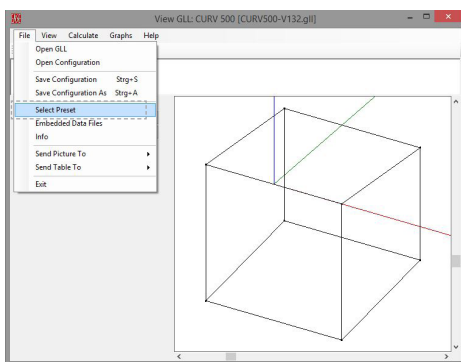 View GLL: CURV 500 [CURV500-V132.gll]
File View Calculate Graphs Help
Open GLL
Open Configuration
Save Configuration Strg+S
Save Configuration As Strg+A
Select Preset
Embedded Data Files
Info
Send Picture To
Send Table To
Exit